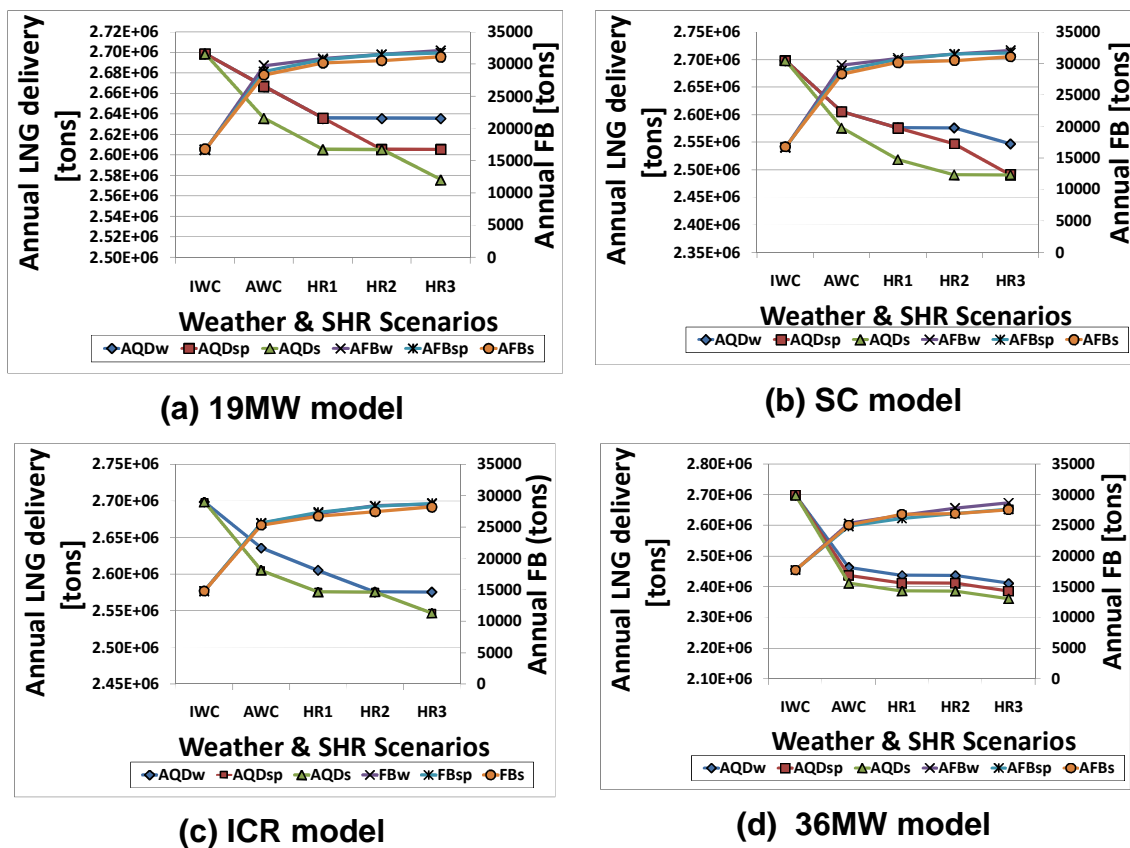 Annual LNG delivery
[tons]
2.72E+06
2.70E+06
2.68E+06
2.66E+06
2.64E+06
2.62E+06
2.60E+06
2.58E+06
2.56E+06
2.54E+06
2.52E+06
2.50E+06
35000
30000
25000
20000
15000
10000
5000
0
Annual FB [tons]
IWC AWC HR1 HR2 HR3
Weather & SHR Scenarios
AQDw AQDsp AQDs AFBw AFBsp AFBs
(a) 19MW model
Annual LNG delivery
[tons]
2.75E+06
2.70E+06
2.65E+06
2.60E+06
2.55E+06
2.50E+06
2.45E+06
2.40E+06
2.35E+06
35000
30000
25000
20000
15000
10000
5000
0
Annual FB [tons]
IWC AWC HR1 HR2 HR3
Weather & SHR Scenarios
AQDw AQDsp AQDs AFBw AFBsp AFBs
(b) SC model
Annual LNG delivery
[tons]
2.75E+06
2.70E+06
2.65E+06
2.60E+06
2.55E+06
2.50E+06
2.45E+06
35000
30000
25000
20000
15000
10000
5000
0
Annual FB (tons)
IWC AWC HR1 HR2 HR3
Weather & SHR Scenarios
AQDw AQDsp AQDs FBw FBsp FBs
(c) ICR model
Annual LNG delivery
[tons]
2.80E+06
2.70E+06
2.60E+06
2.50E+06
2.40E+06
2.30E+06
2.20E+06
2.10E+06
35000
30000
25000
20000
15000
10000
5000
0
Annual FB [tons]
IWC AWC HR1 HR2 HR3
Weather & SHR Scenarios
AQDw AQDsp AQDs AFBw AFBsp AFBs
(d) 36MW model